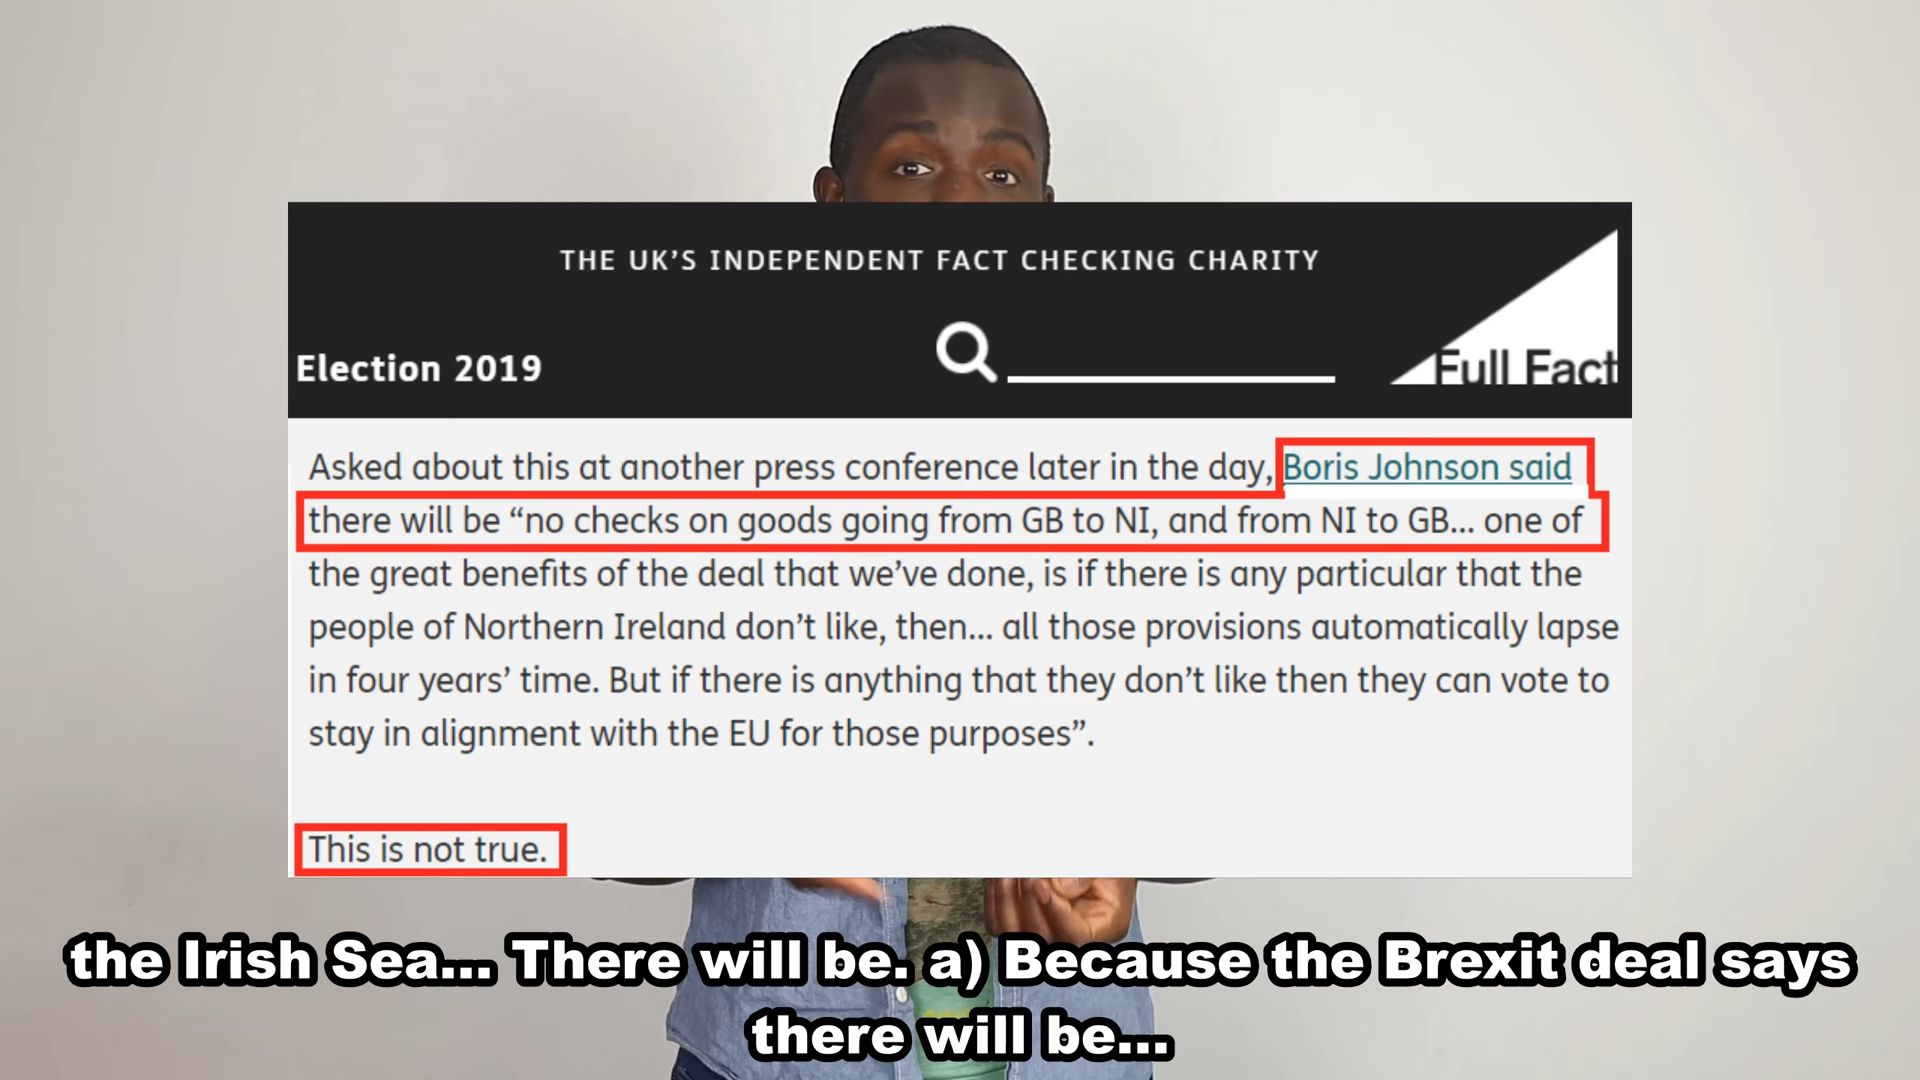 THE UK'S INDEPENDENT FACT CHECKING CHARITY
Election 2019
Full Fact
Asked about this at another press conference later in the day, Boris Johnson said
there will be “no checks on goods going from GB to NI, and from NI to GB... one of
the great benefits of the deal that we’ve done, is if there is any particular that the
people of Northern Ireland don’t like, then... all those provisions automatically lapse
in four years’ time. But if there is anything that they don’t like then they can vote to
stay in alignment with the EU for those purposes”.
This is not true.
the Irish Sea... There will be. a) Because the Brexit deal says
there will be...